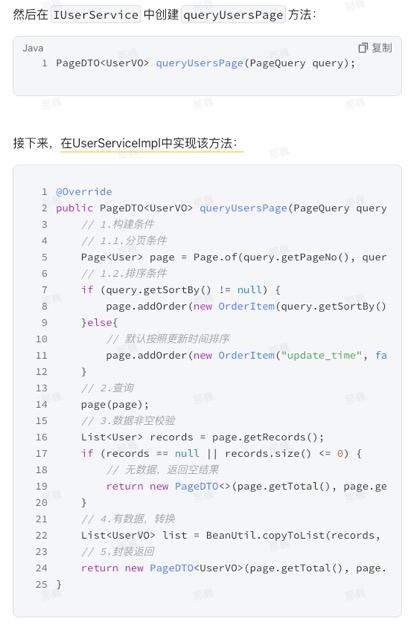 然后在 IUserService 中创建 queryUsersPage 方法：
Java
复制
1 PageDTO<UserVO> queryUsersPage(PageQuery query);
接下来，在UserServiceImpl中实现该方法：
1 @Override
2 public PageDTO<UserVO> queryUsersPage(PageQuery query
3 // 1.构建条件
4 // 1.1.分页条件
5 Page<User> page = Page.of(query.getPageNo(), quer
6 // 1.2.排序条件
7 if (query.getSortBy() != null) {
8 page.addOrder(new OrderItem(query.getSortBy()
9 }else{
10 // 默认按照更新时间排序
11 page.addOrder(new OrderItem("update_time", fa
12 }
13 // 2.查询
14 page(page);
15 // 3.数据非空校验
16 List<User> records = page.getRecords();
17 if (records == null || records.size() <= 0) {
18 // 无数据，返回空结果
19 return new PageDTO<>(page.getTotal(), page.ge
20 }
21 // 4.有数据，转换
22 List<UserVO> list = BeanUtil.copyToList(records,
23 // 5.封装返回
24 return new PageDTO<UserVO>(page.getTotal(), page.
25 }